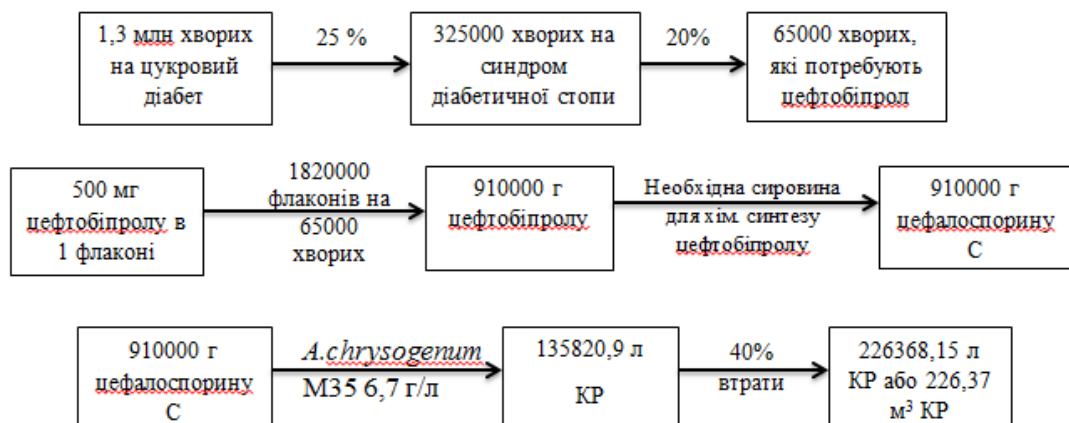 1,3 млн хворих
на цукровий
діабет
25 %
325000 хворих на
синдром
діабетичної стопи
20%
65000 хворих,
які потребують
цефтобіпрол
500 мг
цефтобіпролу в
1 флаконі
1820000
флаконів на
65000
хворих
910000 г
цефтобіпролу
Необхідна сировина
для хім. синтезу
цефтобіпролу
910000 г
цефалоспорину
С
910000 г
цефалоспорину
С
A.chrysogenum
М35 6,7 г/л
135820,9 л
КР
40%
втрати
226368,15 л
КР або 226,37
м³ КР